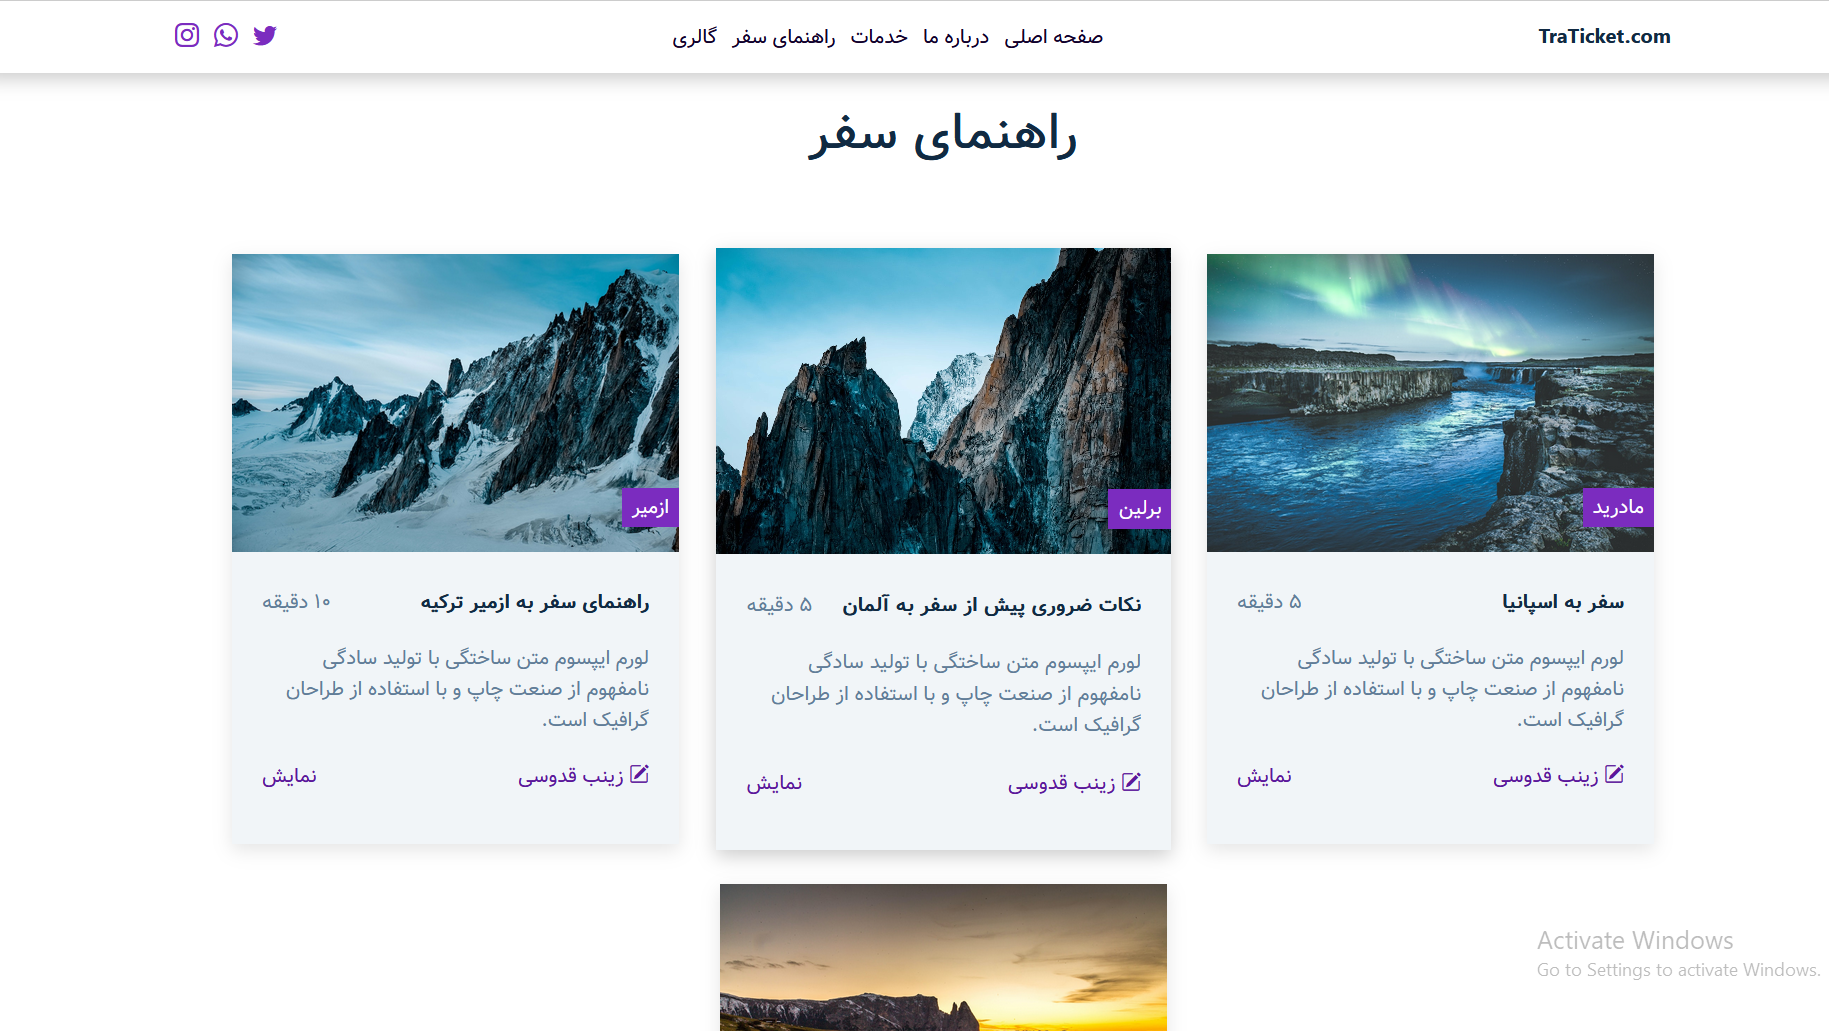 TraTicket.com
صفحه اصلی درباره ما خدمات راهنمای سفر گالری
راهنمای سفر
مادرید
سفر به اسپانیا ۵ دقیقه
لورم ایپسوم متن ساختگی با تولید سادگی
نامفهوم از صنعت چاپ و با استفاده از طراحان
گرافیک است.
زینب قدوسی نمایش
برلین
نکات ضروری پیش از سفر به آلمان ۵ دقیقه
لورم ایپسوم متن ساختگی با تولید سادگی
نامفهوم از صنعت چاپ و با استفاده از طراحان
گرافیک است.
زینب قدوسی نمایش
ازمیر
راهنمای سفر به ازمیر ترکیه ۱۰ دقیقه
لورم ایپسوم متن ساختگی با تولید سادگی
نامفهوم از صنعت چاپ و با استفاده از طراحان
گرافیک است.
زینب قدوسی نمایش
Activate Windows
Go to Settings to activate Windows.